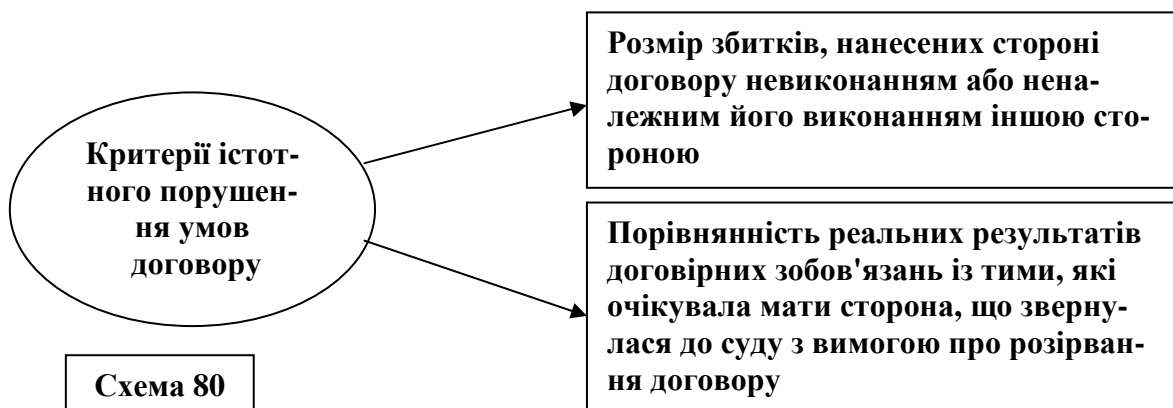 Критерії істот-
ного порушен-
ня умов
договору
Розмір збитків, нанесених стороні
договору невиконанням або нена-
лежним його виконанням іншою сто-
роною
Порівнянність реальних результатів
договірних зобов'язань із тими, які
очікувала мати сторона, що зверну-
лася до суду з вимогою про розірван-
ня договору
Схема 80